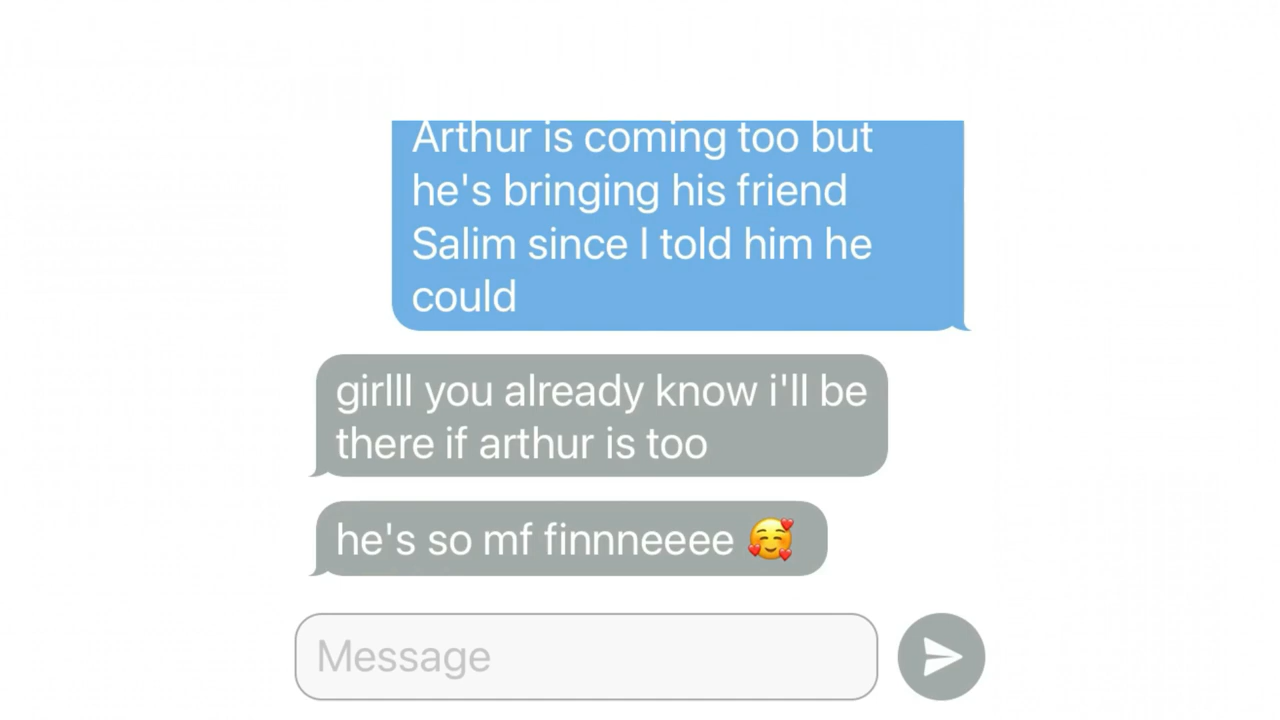 Arthur is coming too but
he's bringing his friend
Salim since I told him he
could
girlll you already know i'll be
there if arthur is too
he's so mf finnneeee 🥰
Message